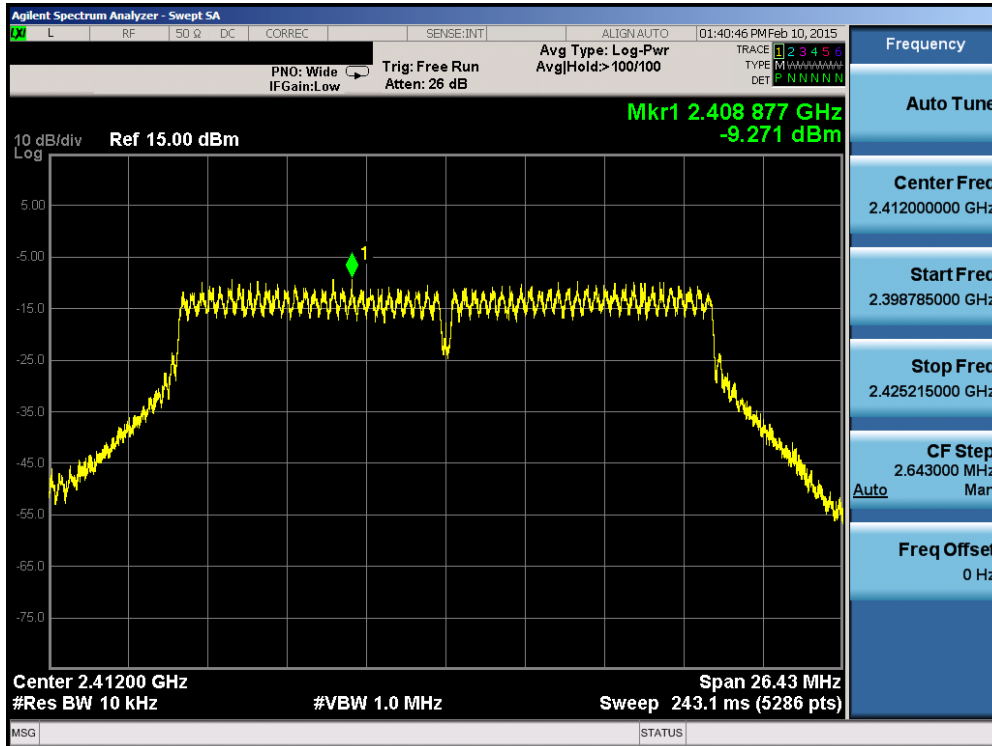 Agilent Spectrum Analyzer - Swept SA
LXI L RF 50 Ω DC CORREC SENSE:INT ALIGN AUTO 01:40:46 PM Feb 10, 2015
PNO: Wide
IFGain:Low
Trig: Free Run
Atten: 26 dB
Avg Type: Log-Pwr
Avg|Hold:>100/100
TRACE 1 2 3 4 5 6
TYPE M
DET P N N N N N
Mkr1 2.408 877 GHz
-9.271 dBm
10 dB/div Ref 15.00 dBm
Log
5.00
-5.00
-15.0
-25.0
-35.0
-45.0
-55.0
-65.0
-75.0
1
Center 2.41200 GHz Span 26.43 MHz
#Res BW 10 kHz #VBW 1.0 MHz Sweep 243.1 ms (5286 pts)
MSG STATUS
Frequency
Auto Tune
Center Freq
2.412000000 GHz
Start Freq
2.398785000 GHz
Stop Freq
2.425215000 GHz
CF Step
2.643000 MHz
Auto Man
Freq Offset
0 Hz